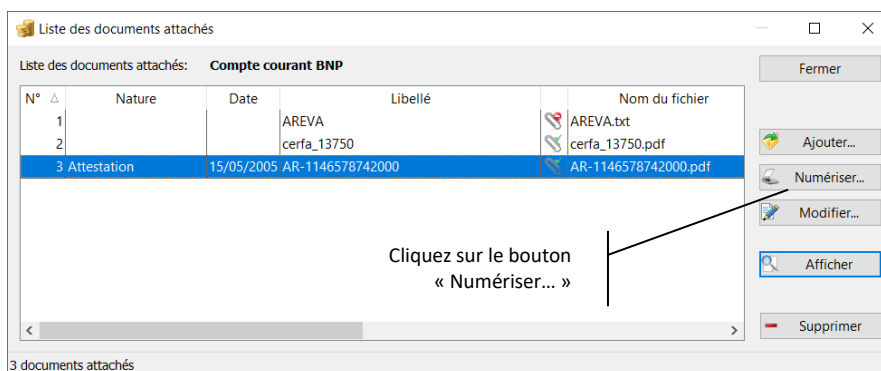 Liste des documents attachés
Liste des documents attachés: Compte courant BNP
Fermer
N° Nature Date Libellé Nom du fichier
1 AREVA AREVA.txt
2 cerfa_13750 cerfa_13750.pdf
3 Attestation 15/05/2005 AR-1146578742000 AR-1146578742000.pdf
Ajouter...
Numériser...
Modifier...
Cliquez sur le bouton
« Numériser… »
Afficher
Supprimer
3 documents attachés